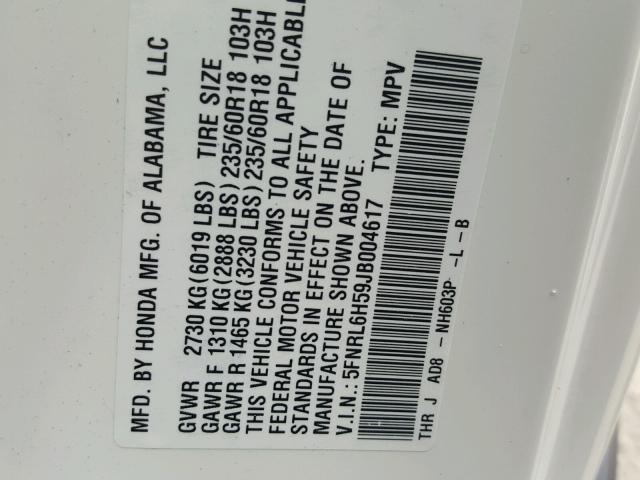 MFD. BY HONDA MFG. OF ALABAMA, LLC
GVWR 2730 KG(6019 LBS) TIRE SIZE
GAWR F 1310 KG(2888 LBS)235/60R18 103H
GAWR R 1465 KG(3230 LBS)235/60R18 103H
THIS VEHICLE CONFORMS TO ALL APPLICABLE
FEDERAL MOTOR VEHICLE SAFETY
STANDARDS IN EFFECT ON THE DATE OF
MANUFACTURE SHOWN ABOVE.
V.I.N.: 5FNRL6H59JB004617 TYPE: MPV
THR J AD8 - NH603P -L-B